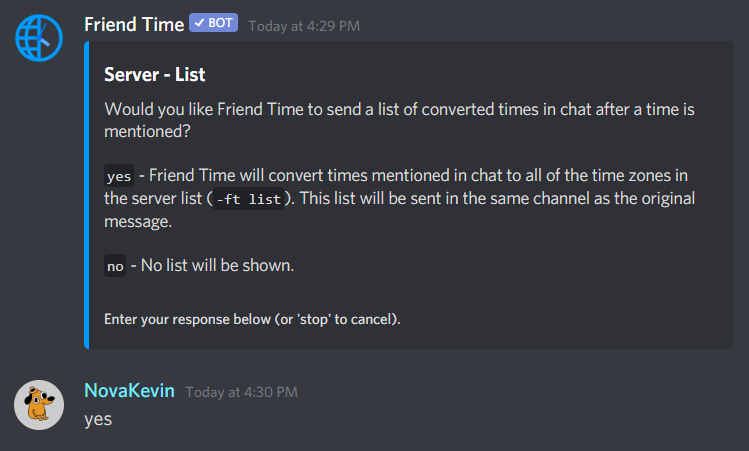 Friend Time ✓ BOT Today at 4:29 PM
Server - List
Would you like Friend Time to send a list of converted times in chat after a time is
mentioned?
yes - Friend Time will convert times mentioned in chat to all of the time zones in
the server list (-ft list). This list will be sent in the same channel as the original
message.
no - No list will be shown.
Enter your response below (or 'stop' to cancel).
NovaKevin Today at 4:30 PM
yes